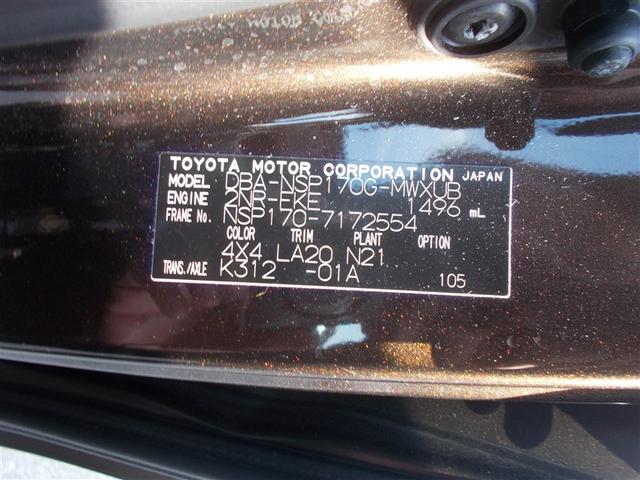 TOYOTA MOTOR CORPORATION JAPAN
MODEL DBA-NSP170G-MWXUB
ENGINE 2NR-FKE 1496 mL
FRAME No. NSP170-7172554
COLOR TRIM PLANT OPTION
4X4 LA20 N21
TRANS./AXLE K312 -01A 105